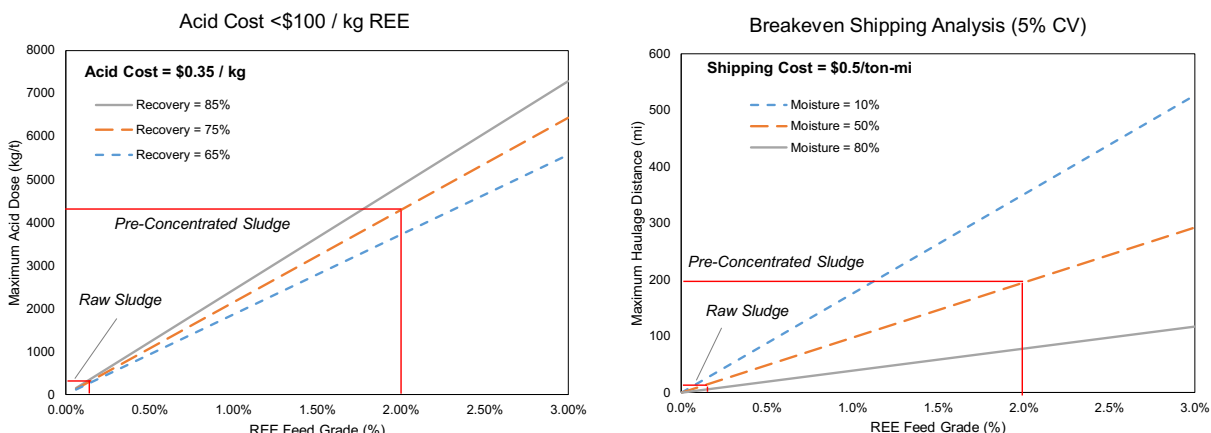 Acid Cost <$100 / kg REE
8000
7000
6000
5000
4000
3000
2000
1000
0
Maximum Acid Dose (kg/t)
Acid Cost = $0.35 / kg
Recovery = 85%
Recovery = 75%
Recovery = 65%
Pre-Concentrated Sludge
Raw Sludge
0.00% 0.50% 1.00% 1.50% 2.00% 2.50% 3.00%
REE Feed Grade (%)
Breakeven Shipping Analysis (5% CV)
600
500
400
300
200
100
0
Maximum Haulage Distance (mi)
Shipping Cost = $0.5/ton-mi
Moisture = 10%
Moisture = 50%
Moisture = 80%
Pre-Concentrated Sludge
Raw Sludge
0.0% 0.5% 1.0% 1.5% 2.0% 2.5% 3.0%
REE Feed Grade (%)